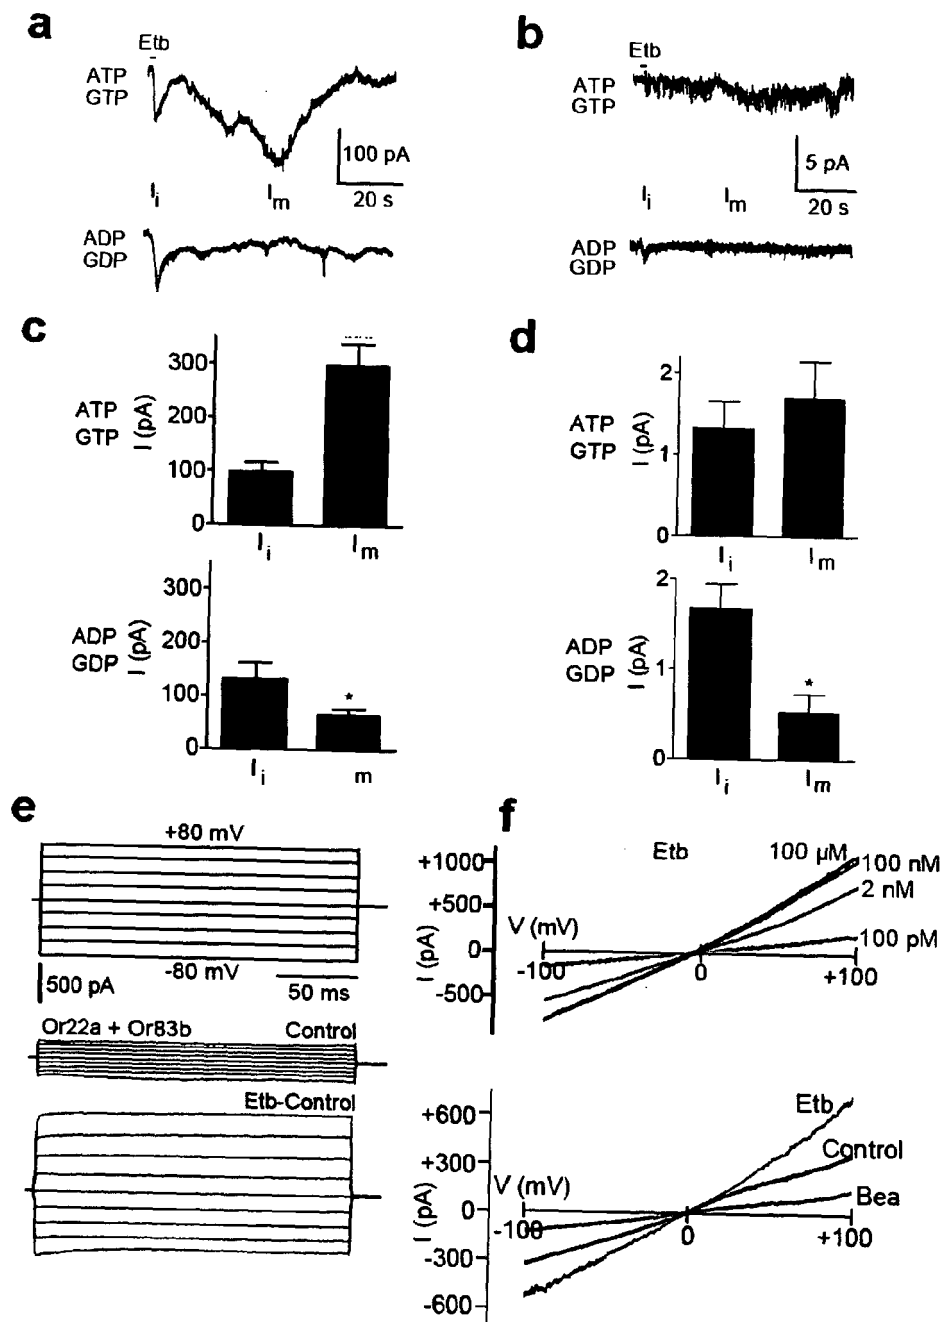 a
Etb
ATP
GTP
100 pA
20 s
Ii
Im
ADP
GDP
b
Etb
ATP
GTP
5 pA
20 s
Ii
Im
ADP
GDP
c
300
200
100
0
I (pA)
ATP
GTP
***
Ii
Im
300
200
100
0
I (pA)
ADP
GDP
*
Ii
m
d
2
1
0
I (pA)
ATP
GTP
Ii
Im
2
1
0
I (pA)
ADP
GDP
*
Ii
Im
e
+80 mV
-80 mV
500 pA
50 ms
Or22a + Or83b
Control
Etb-Control
f
Etb
100 µM
100 nM
2 nM
100 pM
+1000
+500
0
-500
I (pA)
V (mV)
-100
0
+100
Etb
Control
Bea
+600
+300
0
-300
-600
I (pA)
V (mV)
-100
0
+100